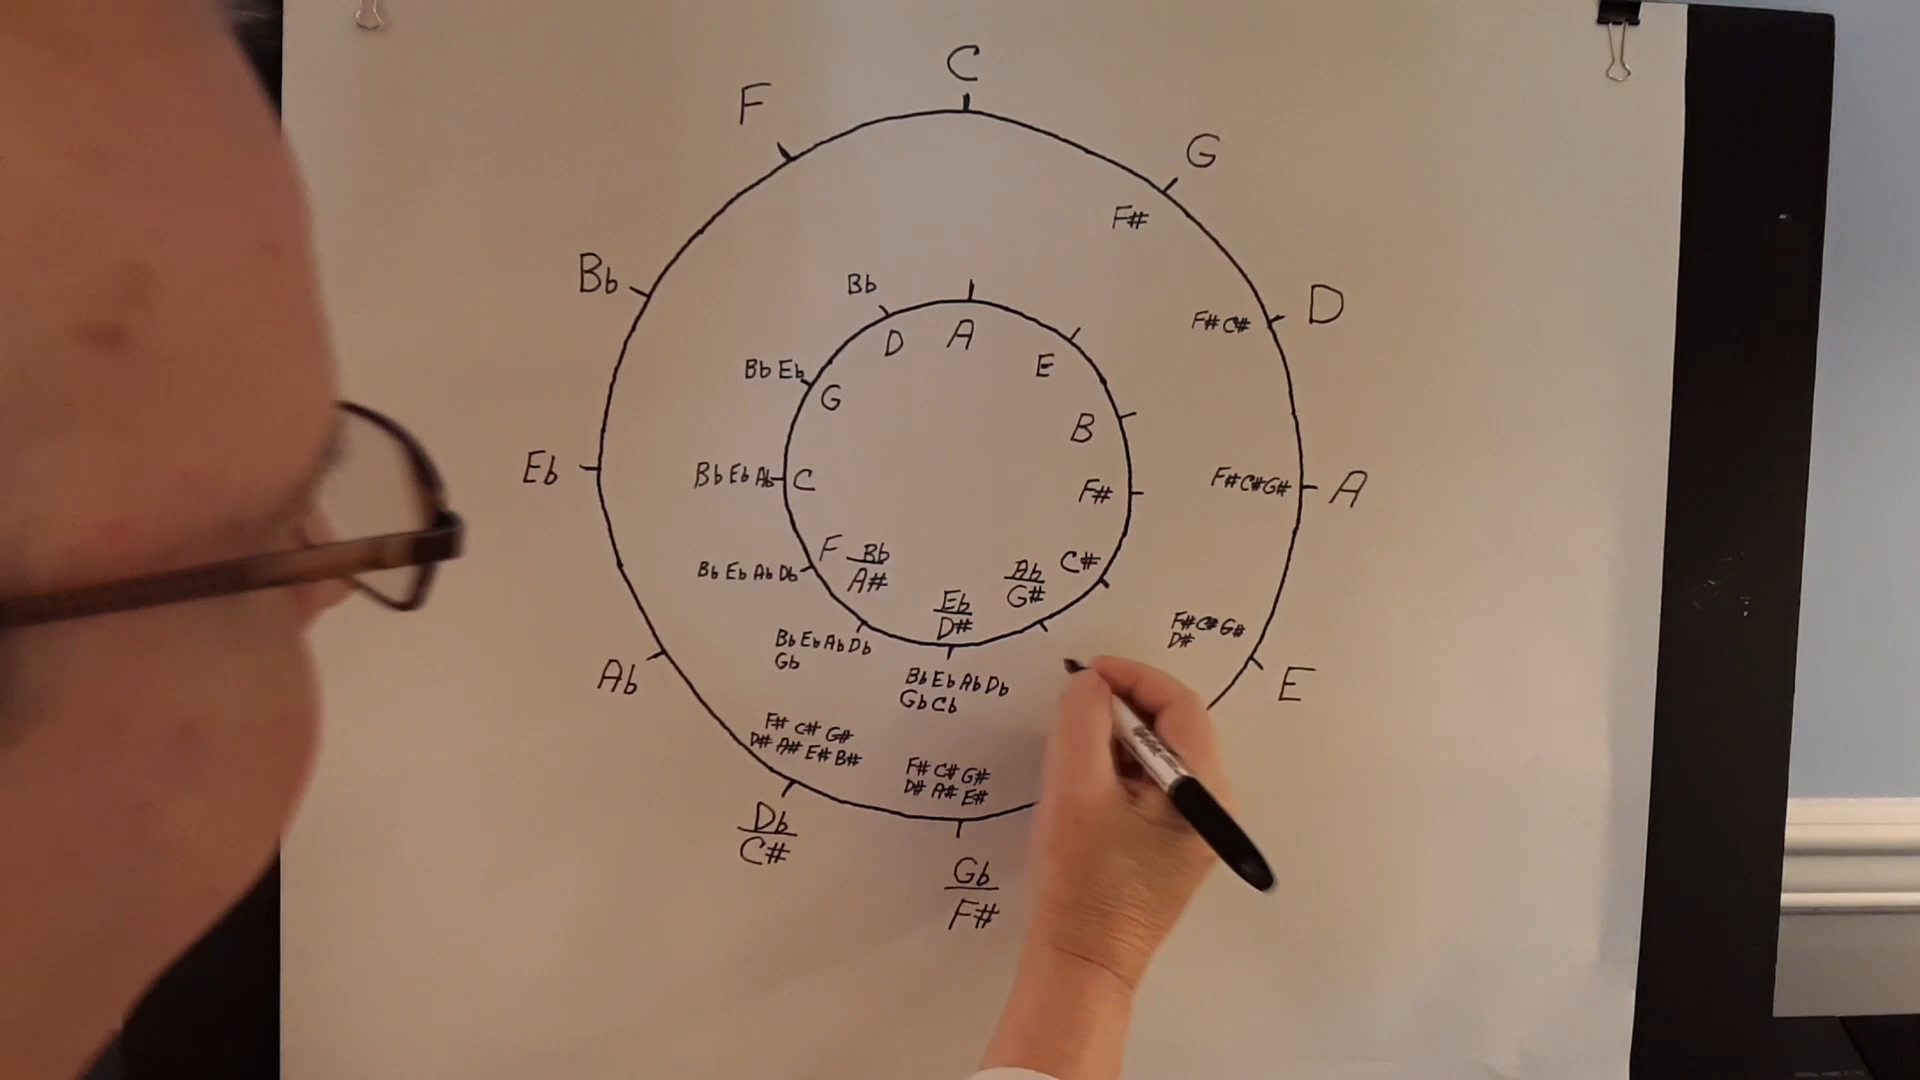 C
F
G
F#
Bb
Bb
D
A
E
F# C#
D
Bb Eb
G
B
Eb
Bb Eb Ab
C
F#
F# C# G#
A
F
Bb
A#
Ab
G#
C#
Bb Eb Ab Db
Eb
D#
F# C# G#
D#
E
Bb Eb Ab Db
Gb
Bb Eb Ab Db
Gb Cb
Ab
F# C# G#
D# A# E# B#
F# C# G#
D# A# E#
Db
C#
Gb
F#